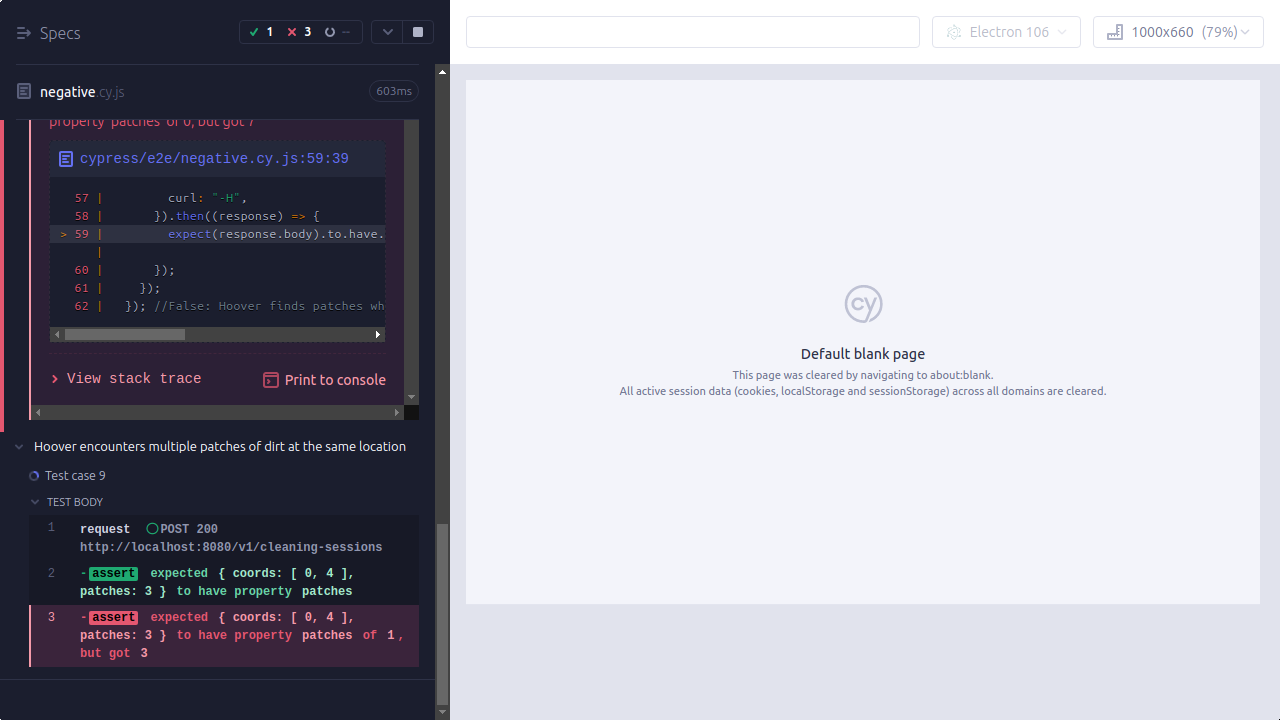 Specs
1 3 --
Electron 106
1000x660 (79%)
negative.cy.js
603ms
property 'patches' of 0, but got 7
cypress/e2e/negative.cy.js:59:39
57 | curl: "-H",
58 | }).then((response) => {
> 59 | expect(response.body).to.have.
|
60 | });
61 | });
62 | }); //False: Hoover finds patches wh
View stack trace
Print to console
Hoover encounters multiple patches of dirt at the same location
Test case 9
TEST BODY
1 request POST 200
http://localhost:8080/v1/cleaning-sessions
2 -assert expected { coords: [ 0, 4 ],
patches: 3 } to have property patches
3 -assert expected { coords: [ 0, 4 ],
patches: 3 } to have property patches of 1,
but got 3
cy
Default blank page
This page was cleared by navigating to about:blank.
All active session data (cookies, localStorage and sessionStorage) across all domains are cleared.